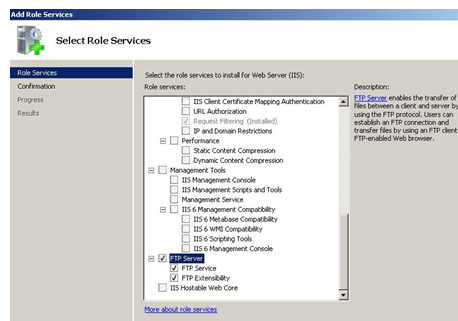 Add Role Services
Select Role Services
Role Services
Confirmation
Progress
Results
Select the role services to install for Web Server (IIS):
Role services:
IIS Client Certificate Mapping Authentication
URL Authorization
Request Filtering (Installed)
IP and Domain Restrictions
Performance
Static Content Compression
Dynamic Content Compression
Management Tools
IIS Management Console
IIS Management Scripts and Tools
Management Service
IIS 6 Management Compatibility
IIS 6 Metabase Compatibility
IIS 6 WMI Compatibility
IIS 6 Scripting Tools
IIS 6 Management Console
FTP Server
FTP Service
FTP Extensibility
IIS Hostable Web Core
More about role services
Description:
FTP Server enables the transfer of
files between a client and server by
using the FTP protocol. Users can
establish an FTP connection and
transfer files by using an FTP client
FTP-enabled Web browser.